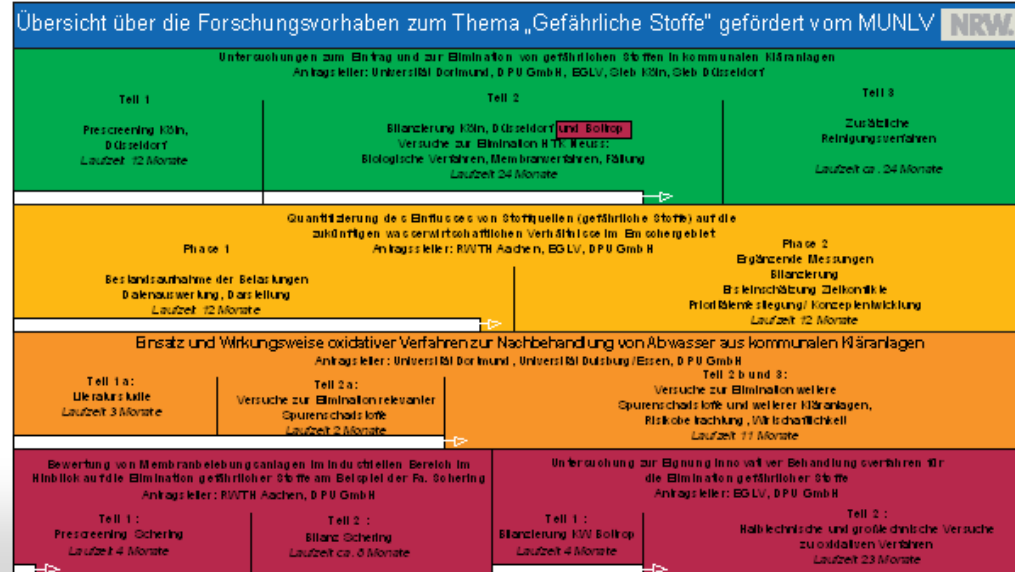 Übersicht über die Forschungsvorhaben zum Thema „Gefährliche Stoffe" gefördert vom MUNLV
NRW.
Untersuchungen zum Eintrag und zur Elimination von gefährlichen Stoffen in kommunalen Kläranlagen
Antragsteller: Universität Dortmund, DPU GmbH, EGLV, Steb Köln, Steb Düsseldorf
Teil 1
Prescreening Köln,
Düsseldorf
Laufzeit 12 Monate
Teil 2
Bilanzierung Köln, Düsseldorf und Bottrop
Versuche zur Elimination HTK Neuss:
Biologische Verfahren, Membranverfahren, Fällung
Laufzeit 24 Monate
Teil 3
Zusätzliche
Reinigungsverfahren
Laufzeit ca. 24 Monate
Quantifizierung des Einflusses von Stoffquellen (gefährliche Stoffe) auf die
zukünftigen wasserwirtschaftlichen Verhältnisse im Emschergebiet
Antragssteller: RWTH Aachen, EGLV, DPU GmbH
Phase 1
Bestandsaufnahme der Belastungen
Datenauswertung, Darstellung
Laufzeit 12 Monate
Phase 2
Ergänzende Messungen
Bilanzierung
Ersteinschätzung Zielkonflikte
Prioritätenfestlegung/ Konzeptentwicklung
Laufzeit 12 Monate
Einsatz und Wirkungsweise oxidativer Verfahren zur Nachbehandlung von Abwasser aus kommunalen Kläranlagen
Antragsteller: Universität Dortmund, Universität Duisburg/Essen, DPU GmbH
Teil 1a:
Literaturstudie
Laufzeit 3 Monate
Teil 2a:
Versuche zur Elimination relevanter
Spurenschadstoffe
Laufzeit 2 Monate
Teil 2b und 3:
Versuche zur Elimination weitere
Spurenschadstoffe und weiterer Kläranlagen,
Risikobetrachtung, Wirtschaftlichkeit
Laufzeit 11 Monate
Bewertung von Membranbelebungsanlagen im industriellen Bereich im
Hinblick auf die Elimination gefährlicher Stoffe am Beispiel der Fa. Schering
Antragsteller: RWTH Aachen, DPU GmbH
Teil 1:
Prescreening Schering
Laufzeit 4 Monate
Teil 2:
Bilanz Schering
Laufzeit ca. 8 Monate
Untersuchung zur Eignung innovativer Behandlungsverfahren für
die Elimination gefährlicher Stoffe
Antragsteller: EGLV, DPU GmbH
Teil 1:
Bilanzierung KW Bottrop
Laufzeit 4 Monate
Teil 2:
Halbtechnische und großtechnische Versuche
zu oxidativen Verfahren
Laufzeit 23 Monate